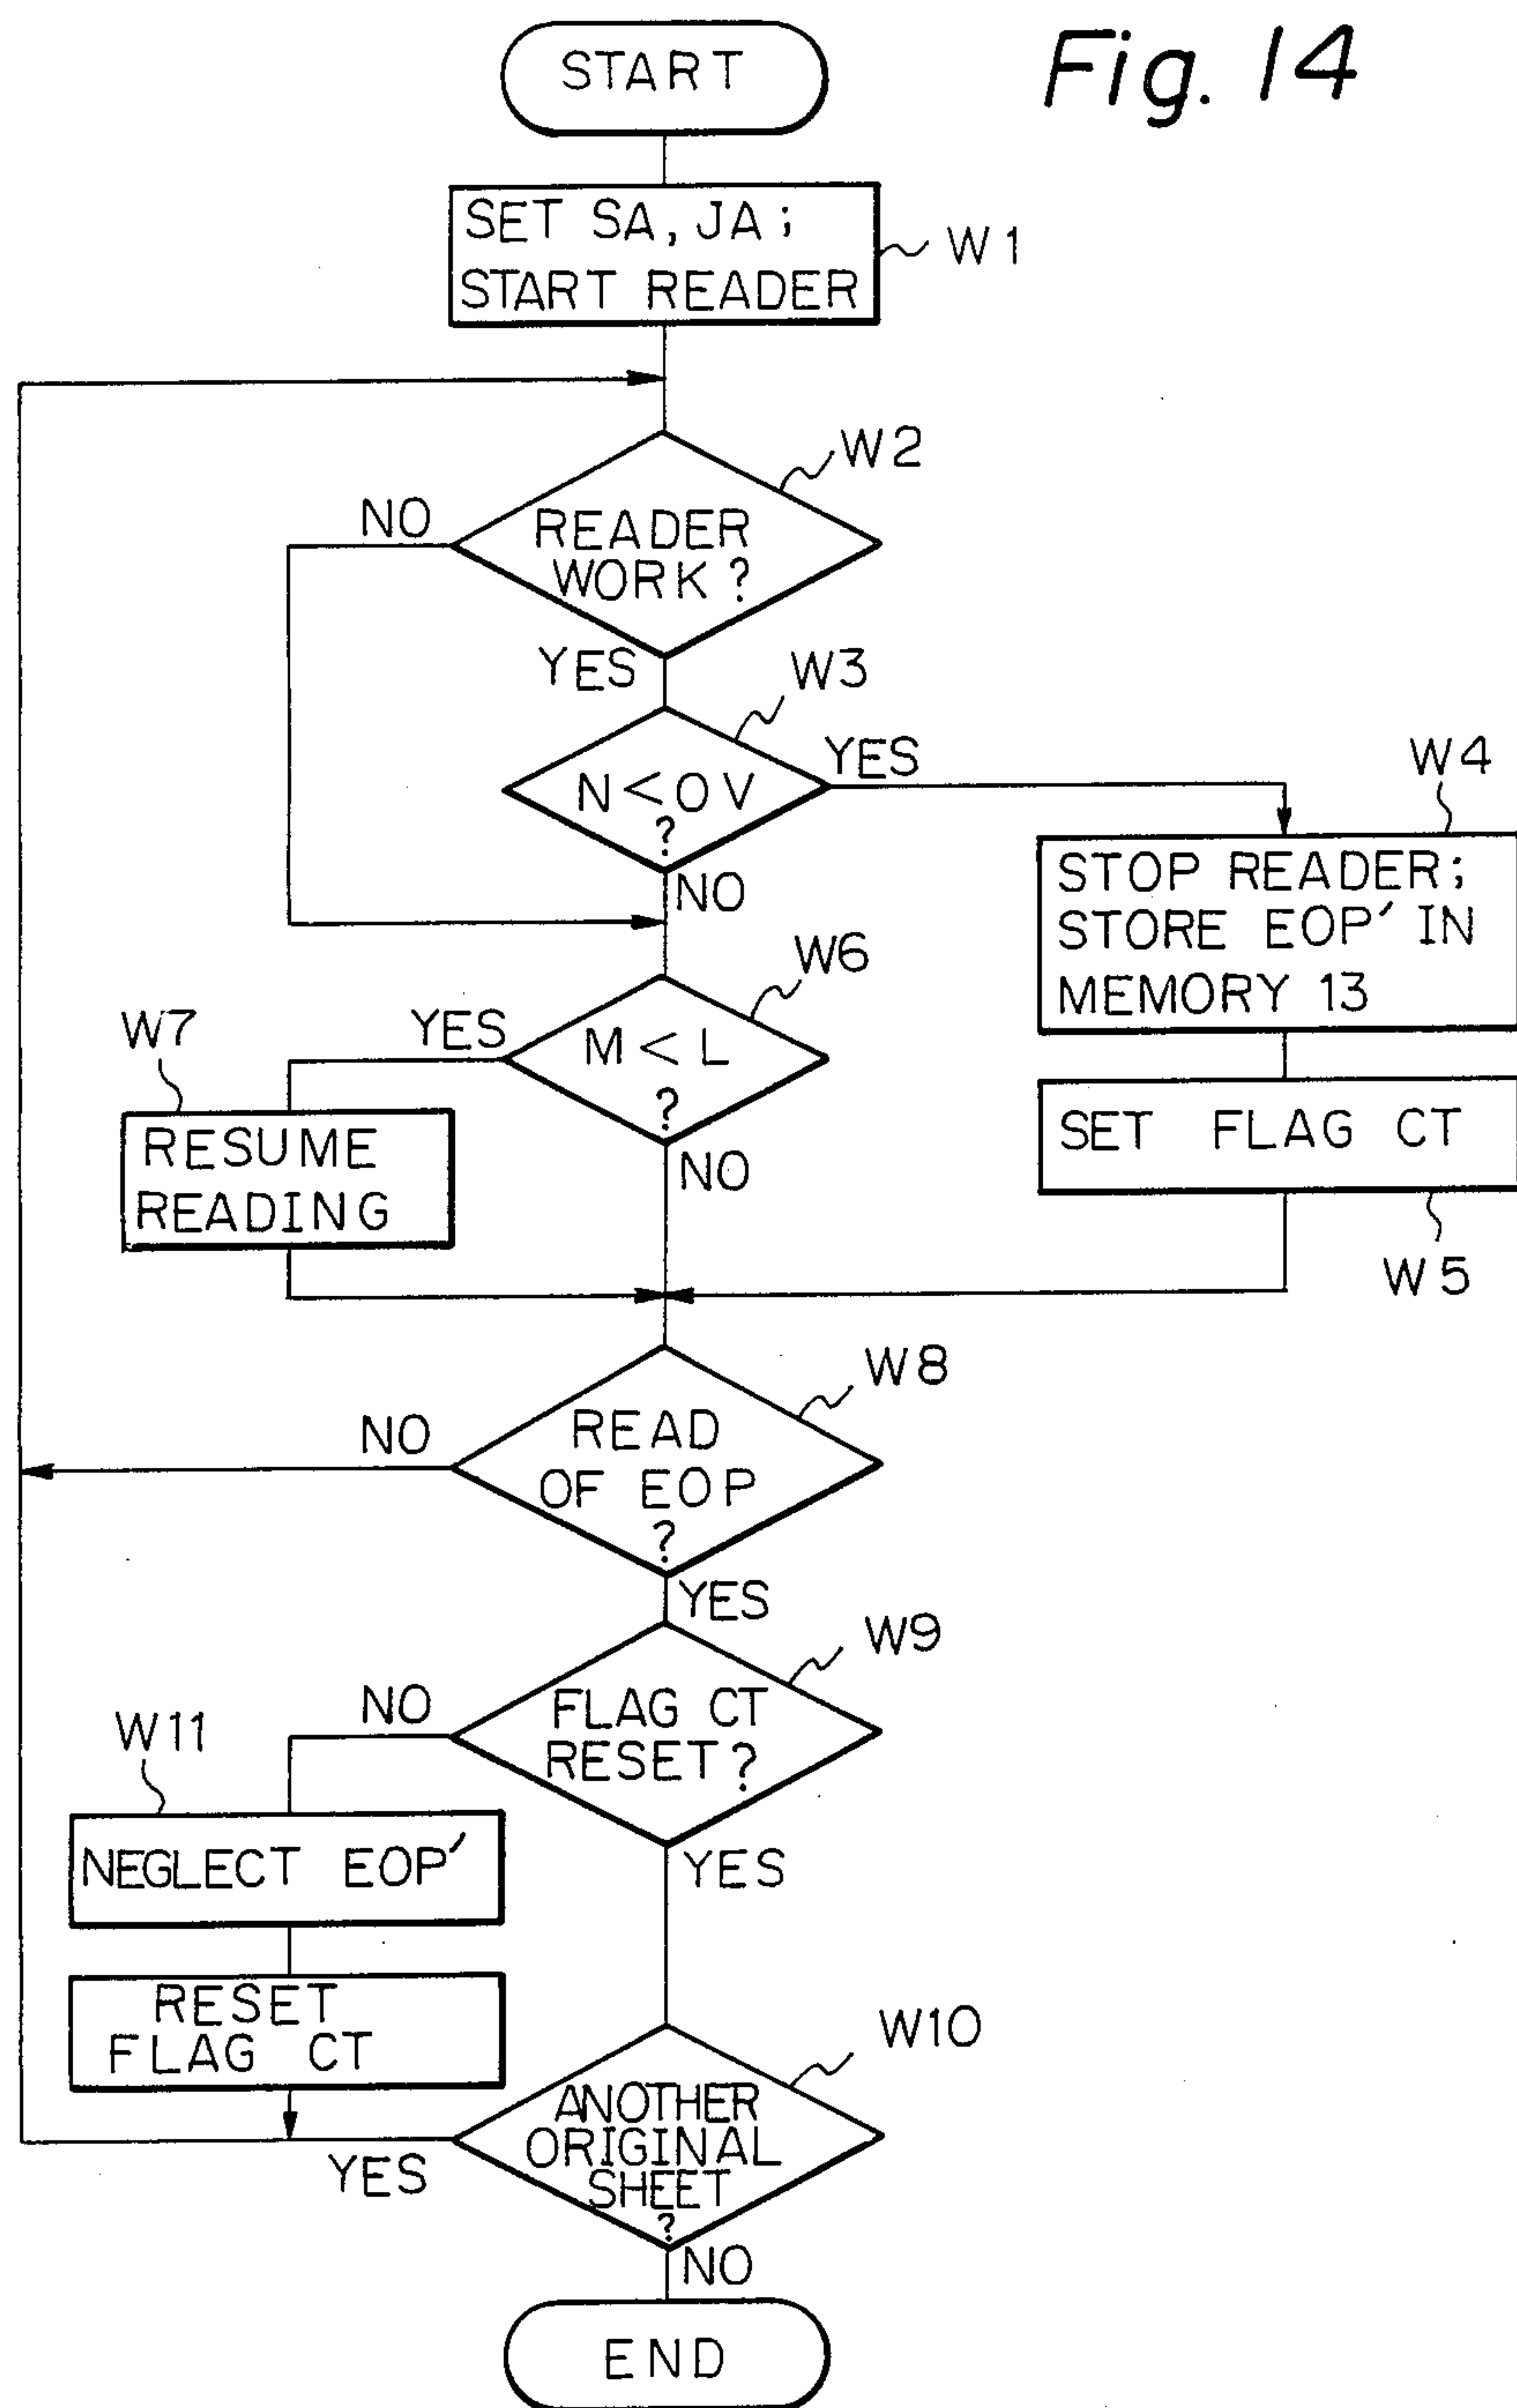 Fig. 14
START
SET SA, JA ;
START READER
W1
W2
NO
READER
WORK ?
YES
W3
YES
N < O V
?
NO
W4
STOP READER;
STORE EOP' IN
MEMORY 13
W6
W7
YES
M < L
?
NO
RESUME
READING
SET FLAG CT
W5
W8
NO
READ
OF EOP
?
YES
W9
NO
FLAG CT
RESET ?
YES
W11
NEGLECT EOP'
RESET
FLAG CT
W10
ANOTHER
ORIGINAL
SHEET
?
YES
NO
END